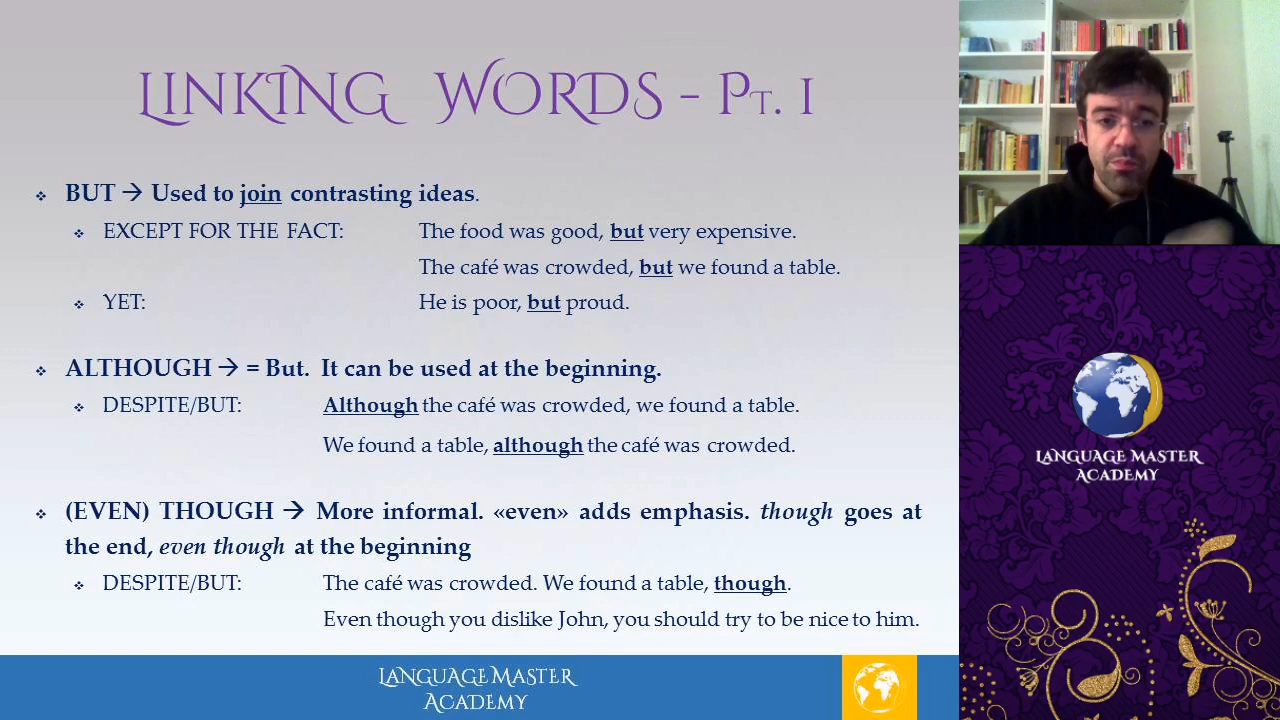 LINKING WORDS – PT. I
❖ BUT → Used to join contrasting ideas.
❖ EXCEPT FOR THE FACT: The food was good, but very expensive.
The café was crowded, but we found a table.
❖ YET: He is poor, but proud.
❖ ALTHOUGH → = But. It can be used at the beginning.
❖ DESPITE/BUT: Although the café was crowded, we found a table.
We found a table, although the café was crowded.
❖ (EVEN) THOUGH → More informal. «even» adds emphasis. though goes at
the end, even though at the beginning
❖ DESPITE/BUT: The café was crowded. We found a table, though.
Even though you dislike John, you should try to be nice to him.
LANGUAGE MASTER
ACADEMY
LANGUAGE MASTER
ACADEMY